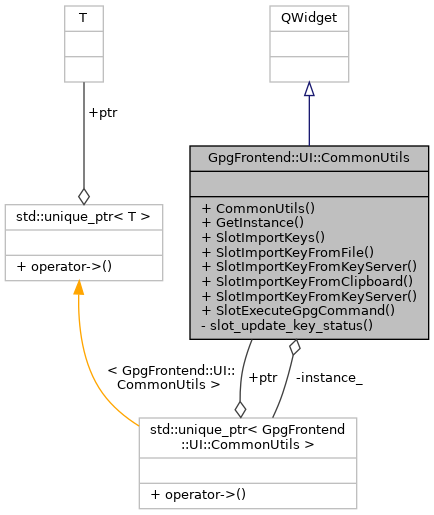 T
QWidget
+ptr
GpgFrontend::UI::CommonUtils
+ CommonUtils()
+ GetInstance()
+ SlotImportKeys()
+ SlotImportKeyFromFile()
+ SlotImportKeyFromKeyServer()
+ SlotImportKeyFromClipboard()
+ SlotImportKeyFromKeyServer()
+ SlotExecuteGpgCommand()
- slot_update_key_status()
std::unique_ptr< T >
+ operator->()
< GpgFrontend::UI::
CommonUtils >
+ptr
-instance_
std::unique_ptr< GpgFrontend
::UI::CommonUtils >
+ operator->()